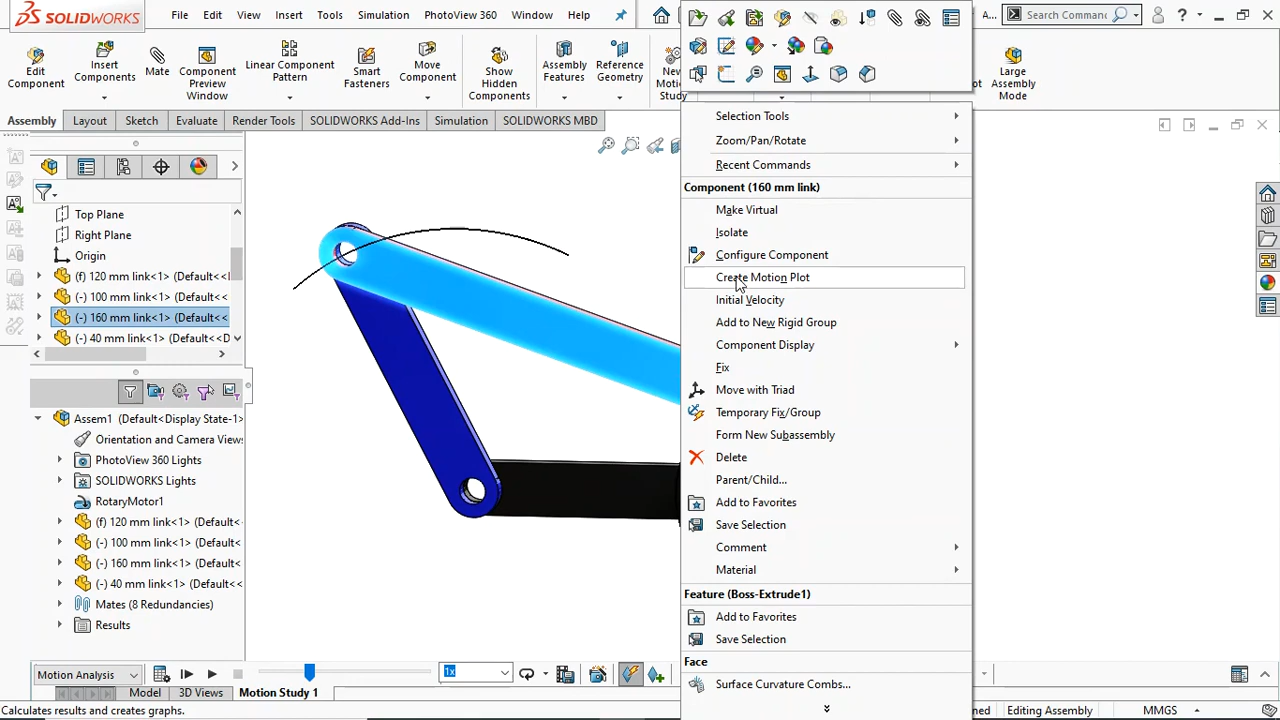 SOLIDWORKS
File Edit View Insert Tools Simulation PhotoView 360 Window Help
A... Search Comman
Edit Component
Insert Components
Mate
Component Preview Window
Linear Component Pattern
Smart Fasteners
Move Component
Show Hidden Components
Assembly Features
Reference Geometry
New Motion Study
Large Assembly Mode
Assembly Layout Sketch Evaluate Render Tools SOLIDWORKS Add-Ins Simulation SOLIDWORKS MBD
Top Plane
Right Plane
Origin
(f) 120 mm link<1> (Default<
(-) 100 mm link<1> (Default<
(-) 160 mm link<1> (Default<<
(-) 40 mm link<1> (Default<<D
Assem1 (Default<Display State-1>
Orientation and Camera Views
PhotoView 360 Lights
SOLIDWORKS Lights
RotaryMotor1
(f) 120 mm link<1> (Default<
(-) 100 mm link<1> (Default<
(-) 160 mm link<1> (Default<<
(-) 40 mm link<1> (Default<<
Mates (8 Redundancies)
Results
Selection Tools
Zoom/Pan/Rotate
Recent Commands
Component (160 mm link)
Make Virtual
Isolate
Configure Component
Create Motion Plot
Initial Velocity
Add to New Rigid Group
Component Display
Fix
Move with Triad
Temporary Fix/Group
Form New Subassembly
Delete
Parent/Child...
Add to Favorites
Save Selection
Comment
Material
Feature (Boss-Extrude1)
Add to Favorites
Save Selection
Face
Surface Curvature Combs...
Motion Analysis
1x
Model 3D Views Motion Study 1
Calculates results and creates graphs.
Editing Assembly MMGS